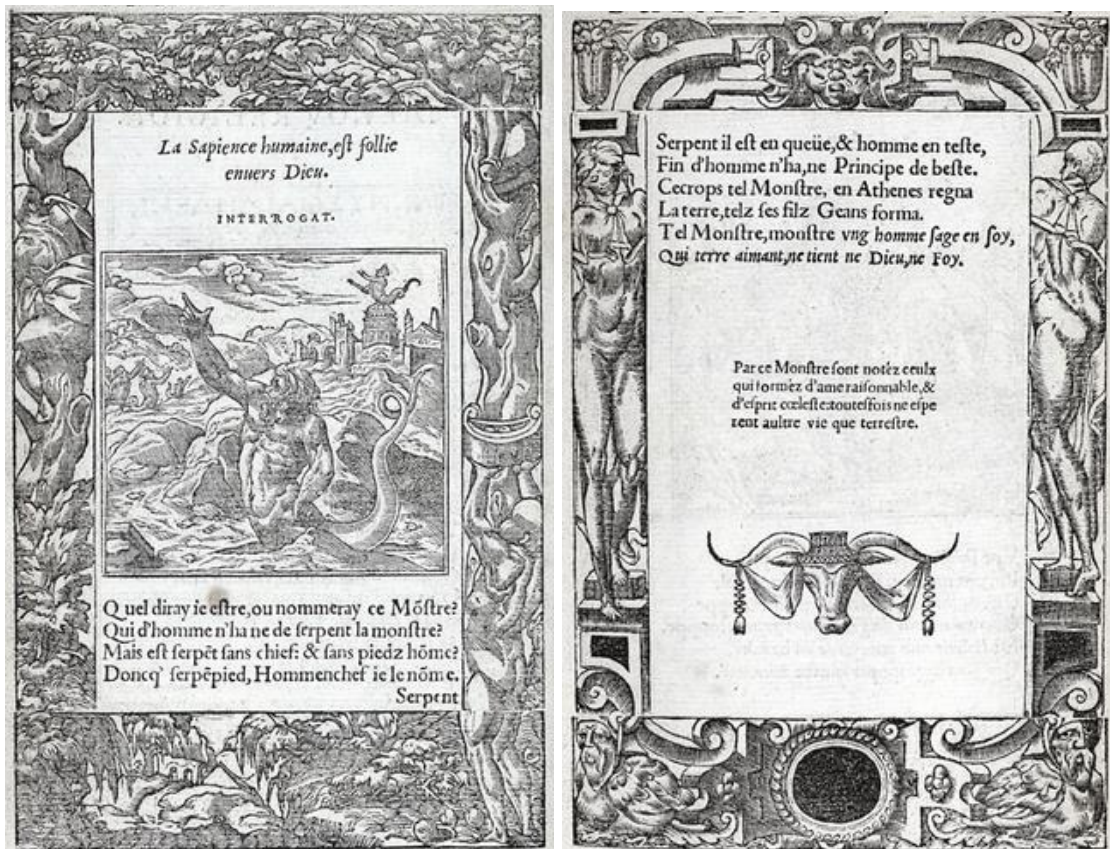 La Sapience humaine,eſt follie
enuers Dieu.
INTERROGAT.
Quel diray ie eſtre,ou nommeray ce Mõſtre?
Qui d'homme n'ha ne de ſerpent la monſtre?
Mais eſt ſerpẽt ſans chief: & ſans piedz hõme?
Doncq' ſerpẽpied, Hommenchef ie le nõme.
Serpent
Serpent il eſt en queüe,& homme en teſte,
Fin d'homme n'ha,ne Principe de beſte.
Cecrops tel Monſtre, en Athenes regna
La terre,telz ſes filz Geans forma.
Tel Monſtre,monſtre vng homme ſage en ſoy,
Qui terre aimant,ne tient ne Dieu,ne Foy.
Par ce Monſtre ſont notèz ceulx
qui formèz d'ame raiſonnable,&
d'eſprit cœleſte:toutesfois ne eſpe
rent aultre vie que terreſtre.